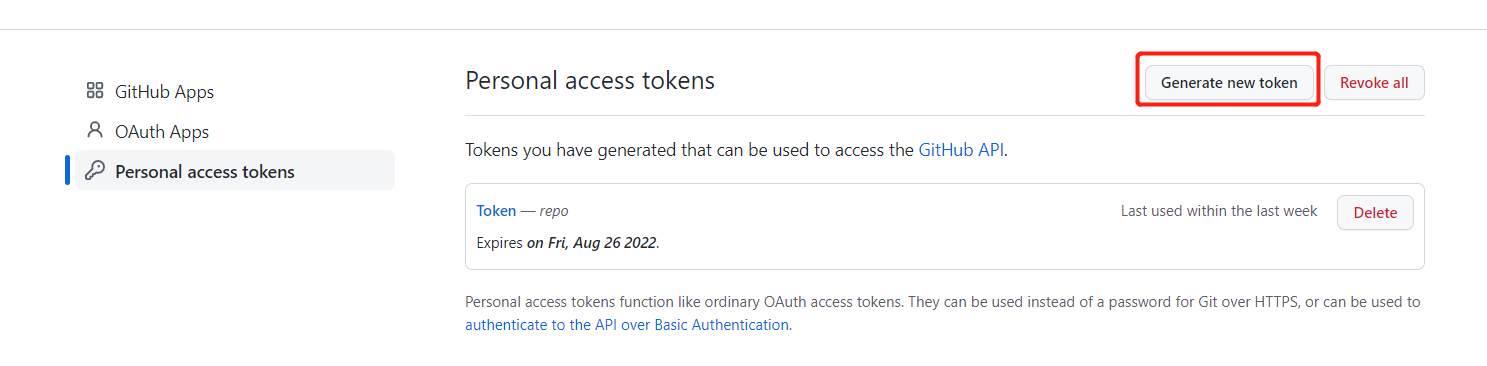 GitHub Apps
OAuth Apps
Personal access tokens
Personal access tokens
Generate new token
Revoke all
Tokens you have generated that can be used to access the GitHub API.
Token — repo
Last used within the last week
Delete
Expires on Fri, Aug 26 2022.
Personal access tokens function like ordinary OAuth access tokens. They can be used instead of a password for Git over HTTPS, or can be used to
authenticate to the API over Basic Authentication.